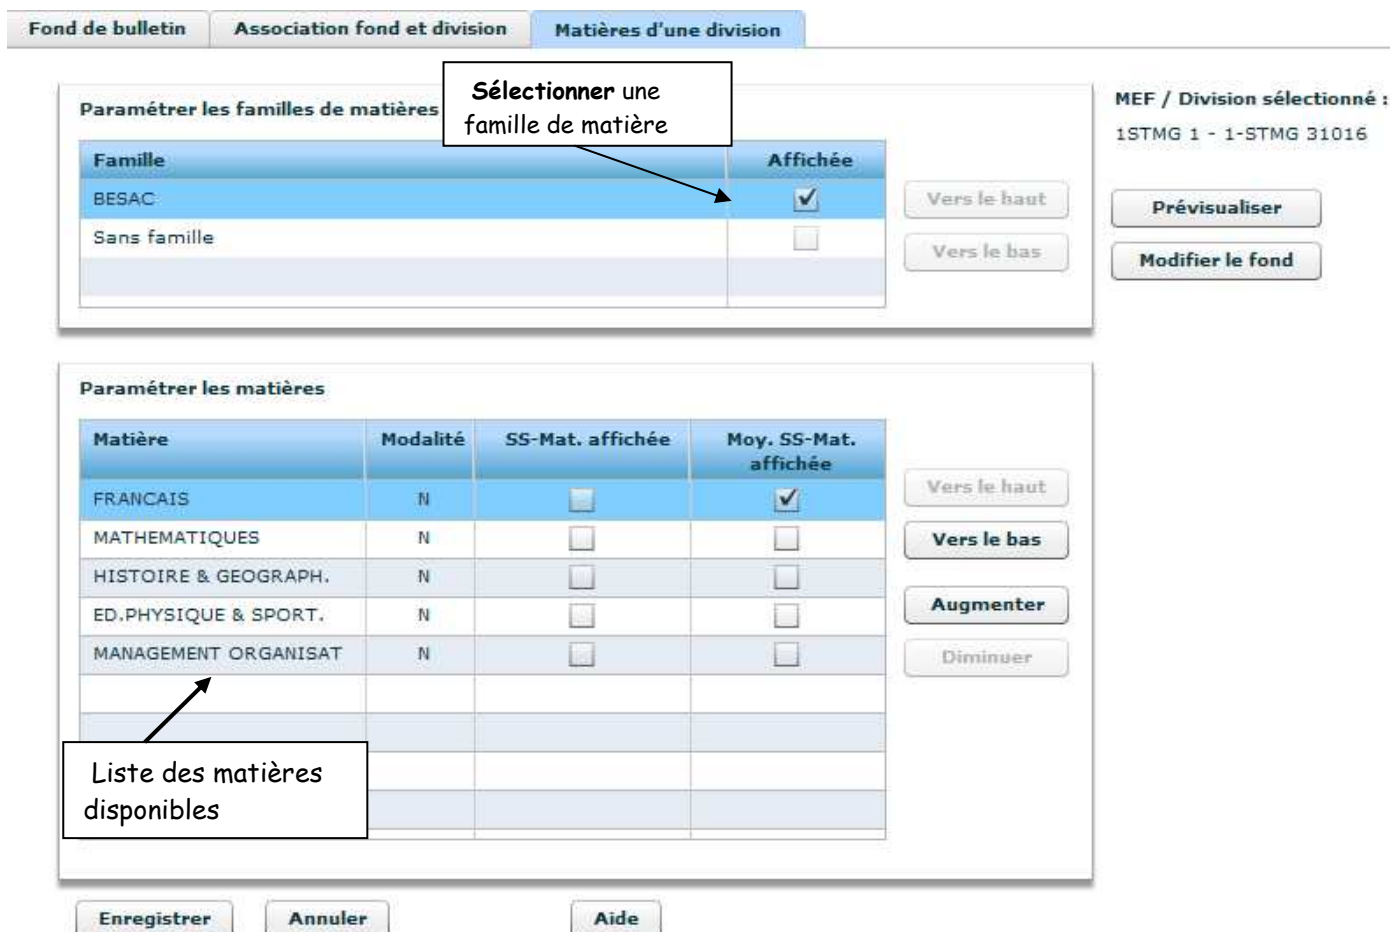 Fond de bulletin Association fond et division Matières d'une division
Sélectionner une
famille de matière
Paramétrer les familles de matières
MEF / Division sélectionné :
1STMG 1 - 1-STMG 31016
Famille Affichée
BESAC
Sans famille
Vers le haut
Vers le bas
Prévisualiser
Modifier le fond
Paramétrer les matières
Matière Modalité SS-Mat. affichée Moy. SS-Mat.
affichée
FRANCAIS N
MATHEMATIQUES N
HISTOIRE & GEOGRAPH. N
ED.PHYSIQUE & SPORT. N
MANAGEMENT ORGANISAT N
Vers le haut
Vers le bas
Augmenter
Diminuer
Liste des matières
disponibles
Enregistrer Annuler Aide